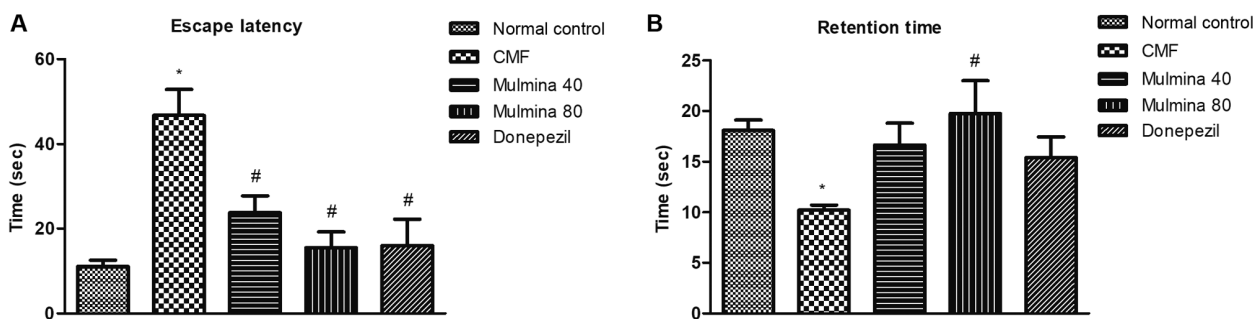 A
Escape latency
Time (sec)
60
40
20
0
*
#
#
#
Normal control
CMF
Mulmina 40
Mulmina 80
Donepezil
B
Retention time
Time (sec)
25
20
15
10
5
0
*
#
Normal control
CMF
Mulmina 40
Mulmina 80
Donepezil